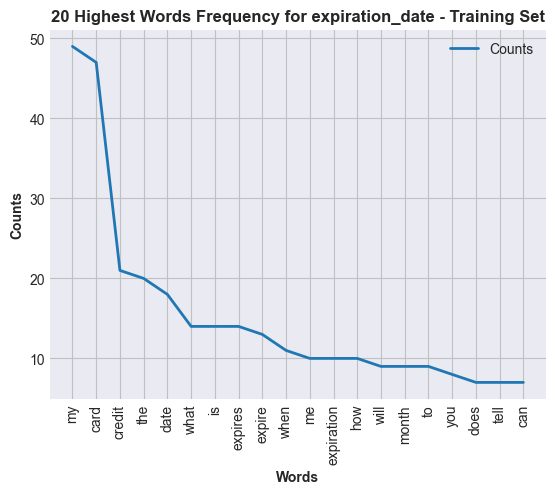 20 Highest Words Frequency for expiration_date - Training Set
Counts
50
40
30
20
10
Counts
my
card
credit
the
date
what
is
expires
expire
when
me
expiration
how
will
month
to
you
does
tell
can
Words